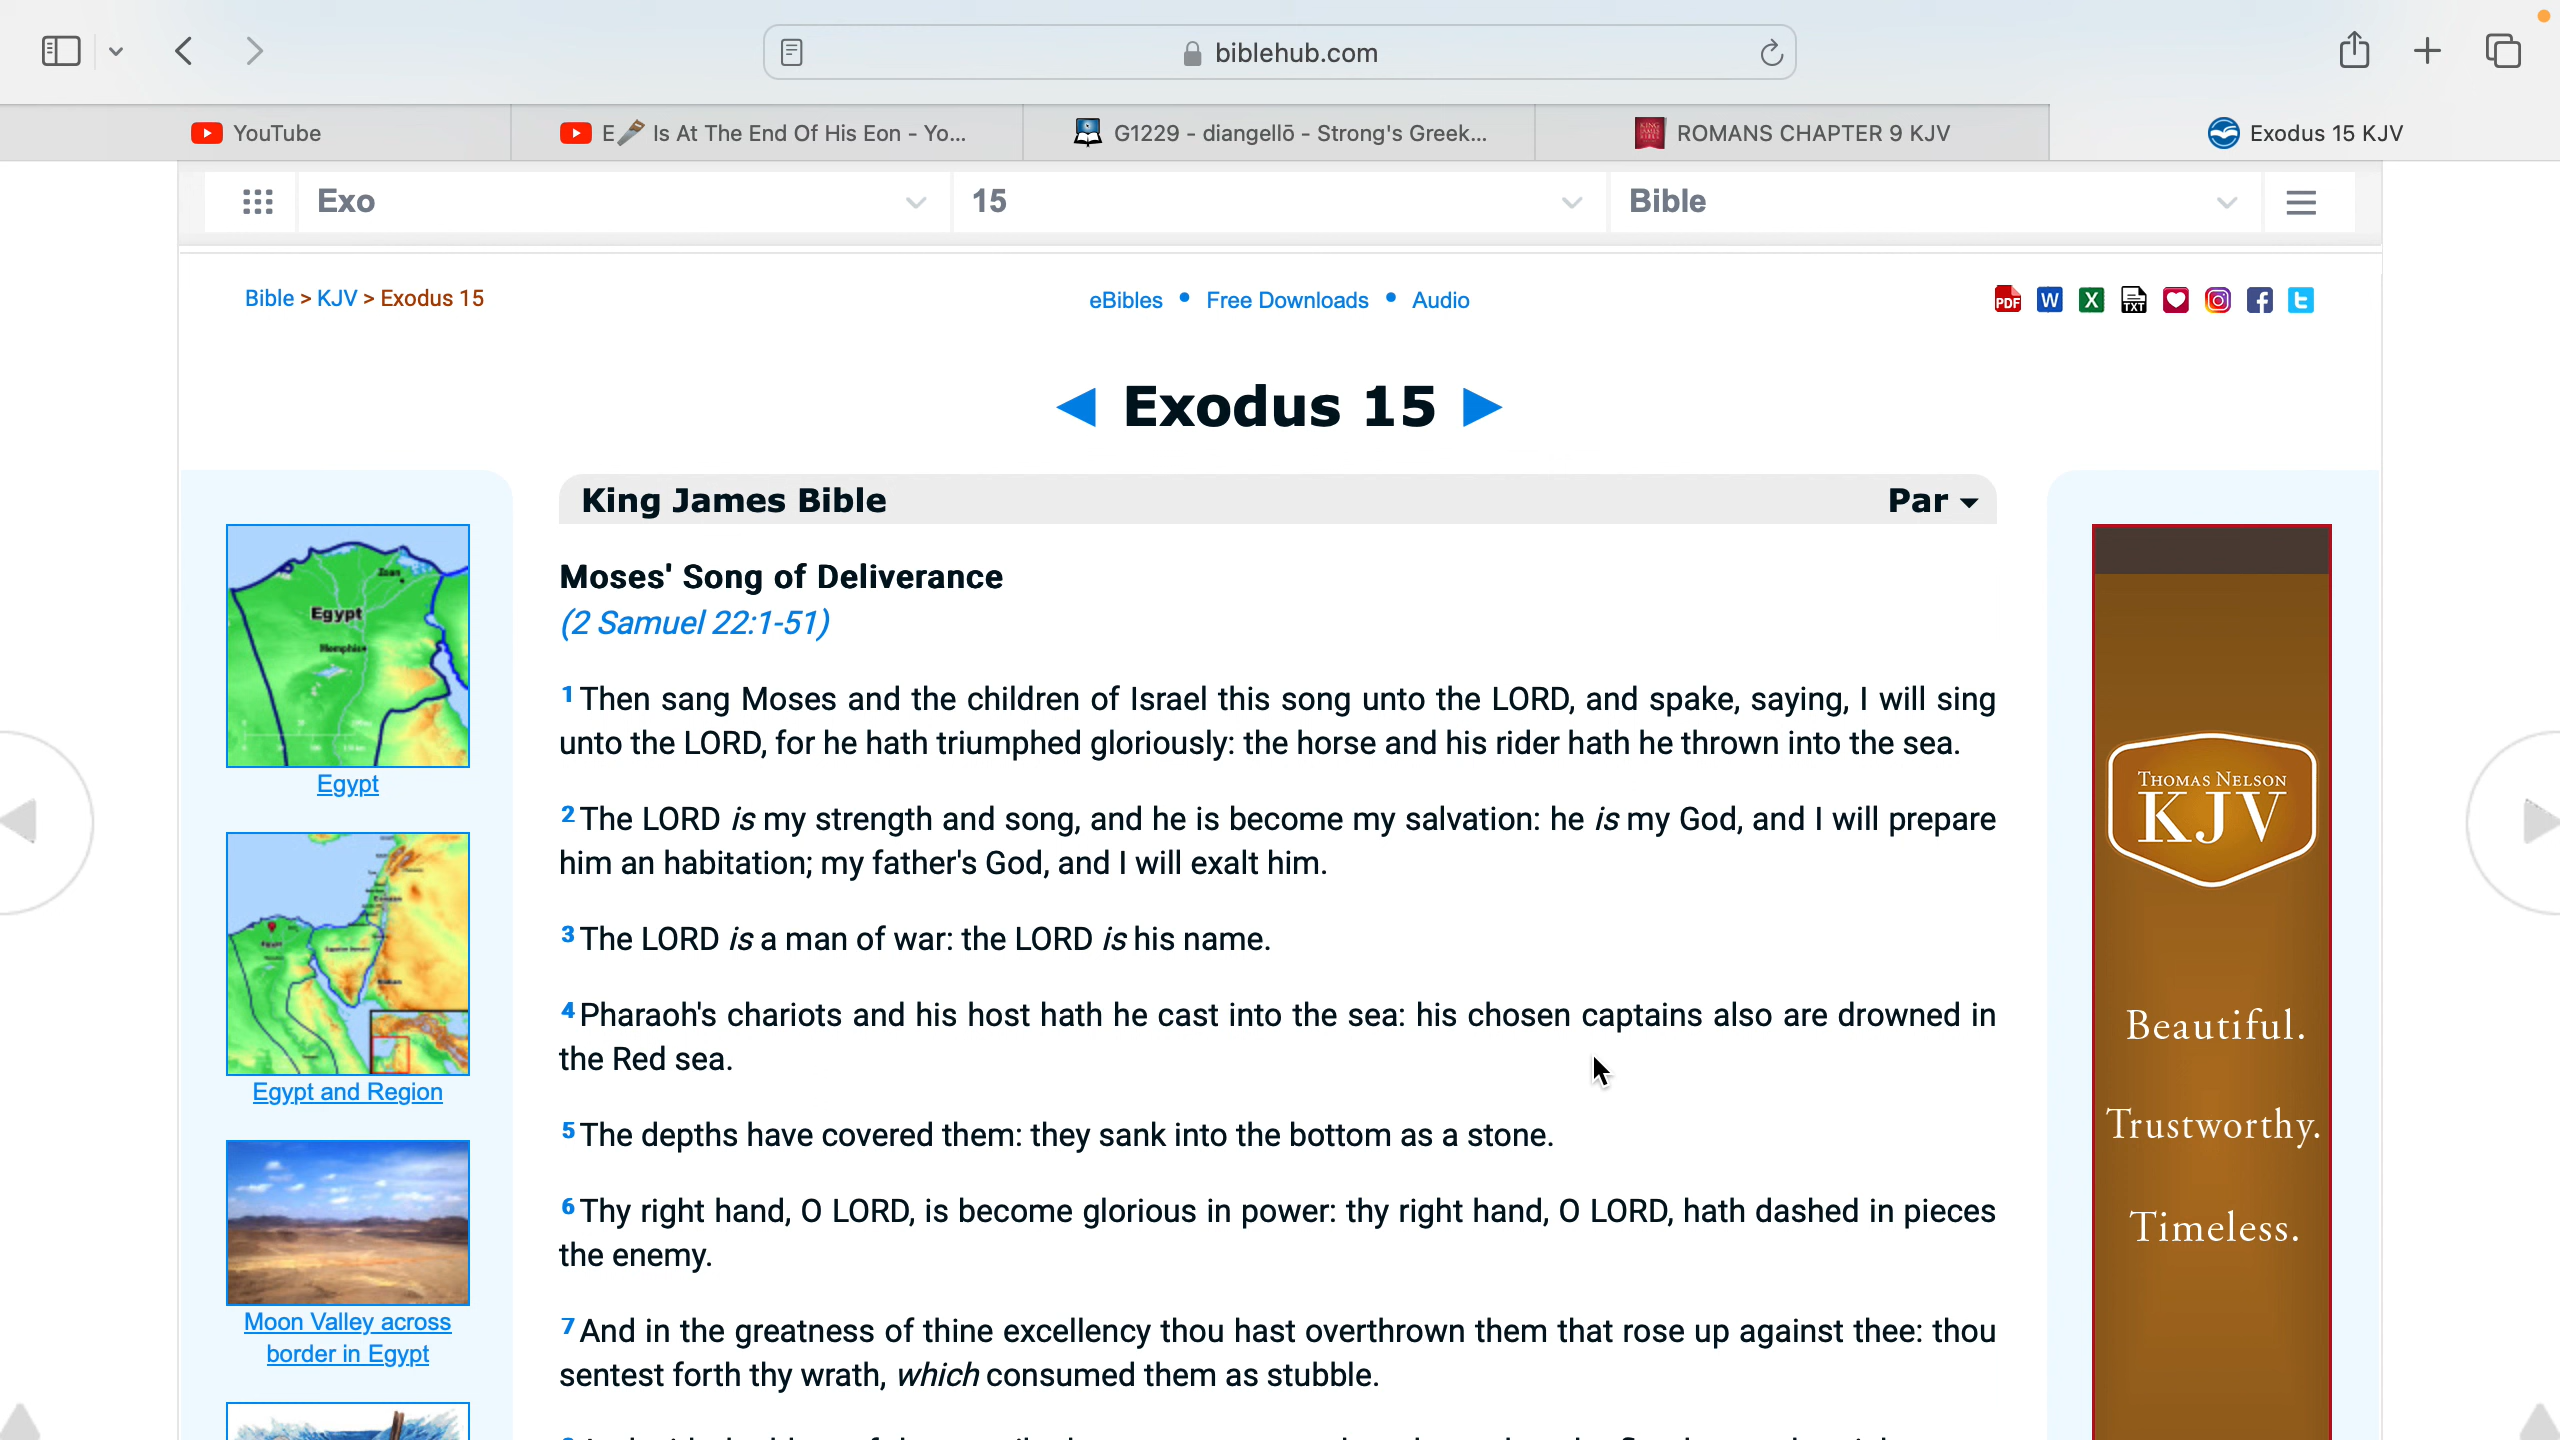 biblehub.com
YouTube
E🪚 Is At The End Of His Eon - Yo...
G1229 - diangellō - Strong's Greek...
ROMANS CHAPTER 9 KJV
Exodus 15 KJV
Exo
15
Bible
Bible > KJV > Exodus 15
eBibles • Free Downloads • Audio
PDF
W
X
TXT
◀ Exodus 15 ▶
King James Bible
Par
Moses' Song of Deliverance
(2 Samuel 22:1-51)
1 Then sang Moses and the children of Israel this song unto the LORD, and spake, saying, I will sing
unto the LORD, for he hath triumphed gloriously: the horse and his rider hath he thrown into the sea.
2 The LORD is my strength and song, and he is become my salvation: he is my God, and I will prepare
him an habitation; my father's God, and I will exalt him.
3 The LORD is a man of war: the LORD is his name.
4 Pharaoh's chariots and his host hath he cast into the sea: his chosen captains also are drowned in
the Red sea.
5 The depths have covered them: they sank into the bottom as a stone.
6 Thy right hand, O LORD, is become glorious in power: thy right hand, O LORD, hath dashed in pieces
the enemy.
7 And in the greatness of thine excellency thou hast overthrown them that rose up against thee: thou
sentest forth thy wrath, which consumed them as stubble.
Zoan
Egypt
Memphis
Egypt
Egypt and Region
Moon Valley across
border in Egypt
THOMAS NELSON
KJV
Beautiful.
Trustworthy.
Timeless.